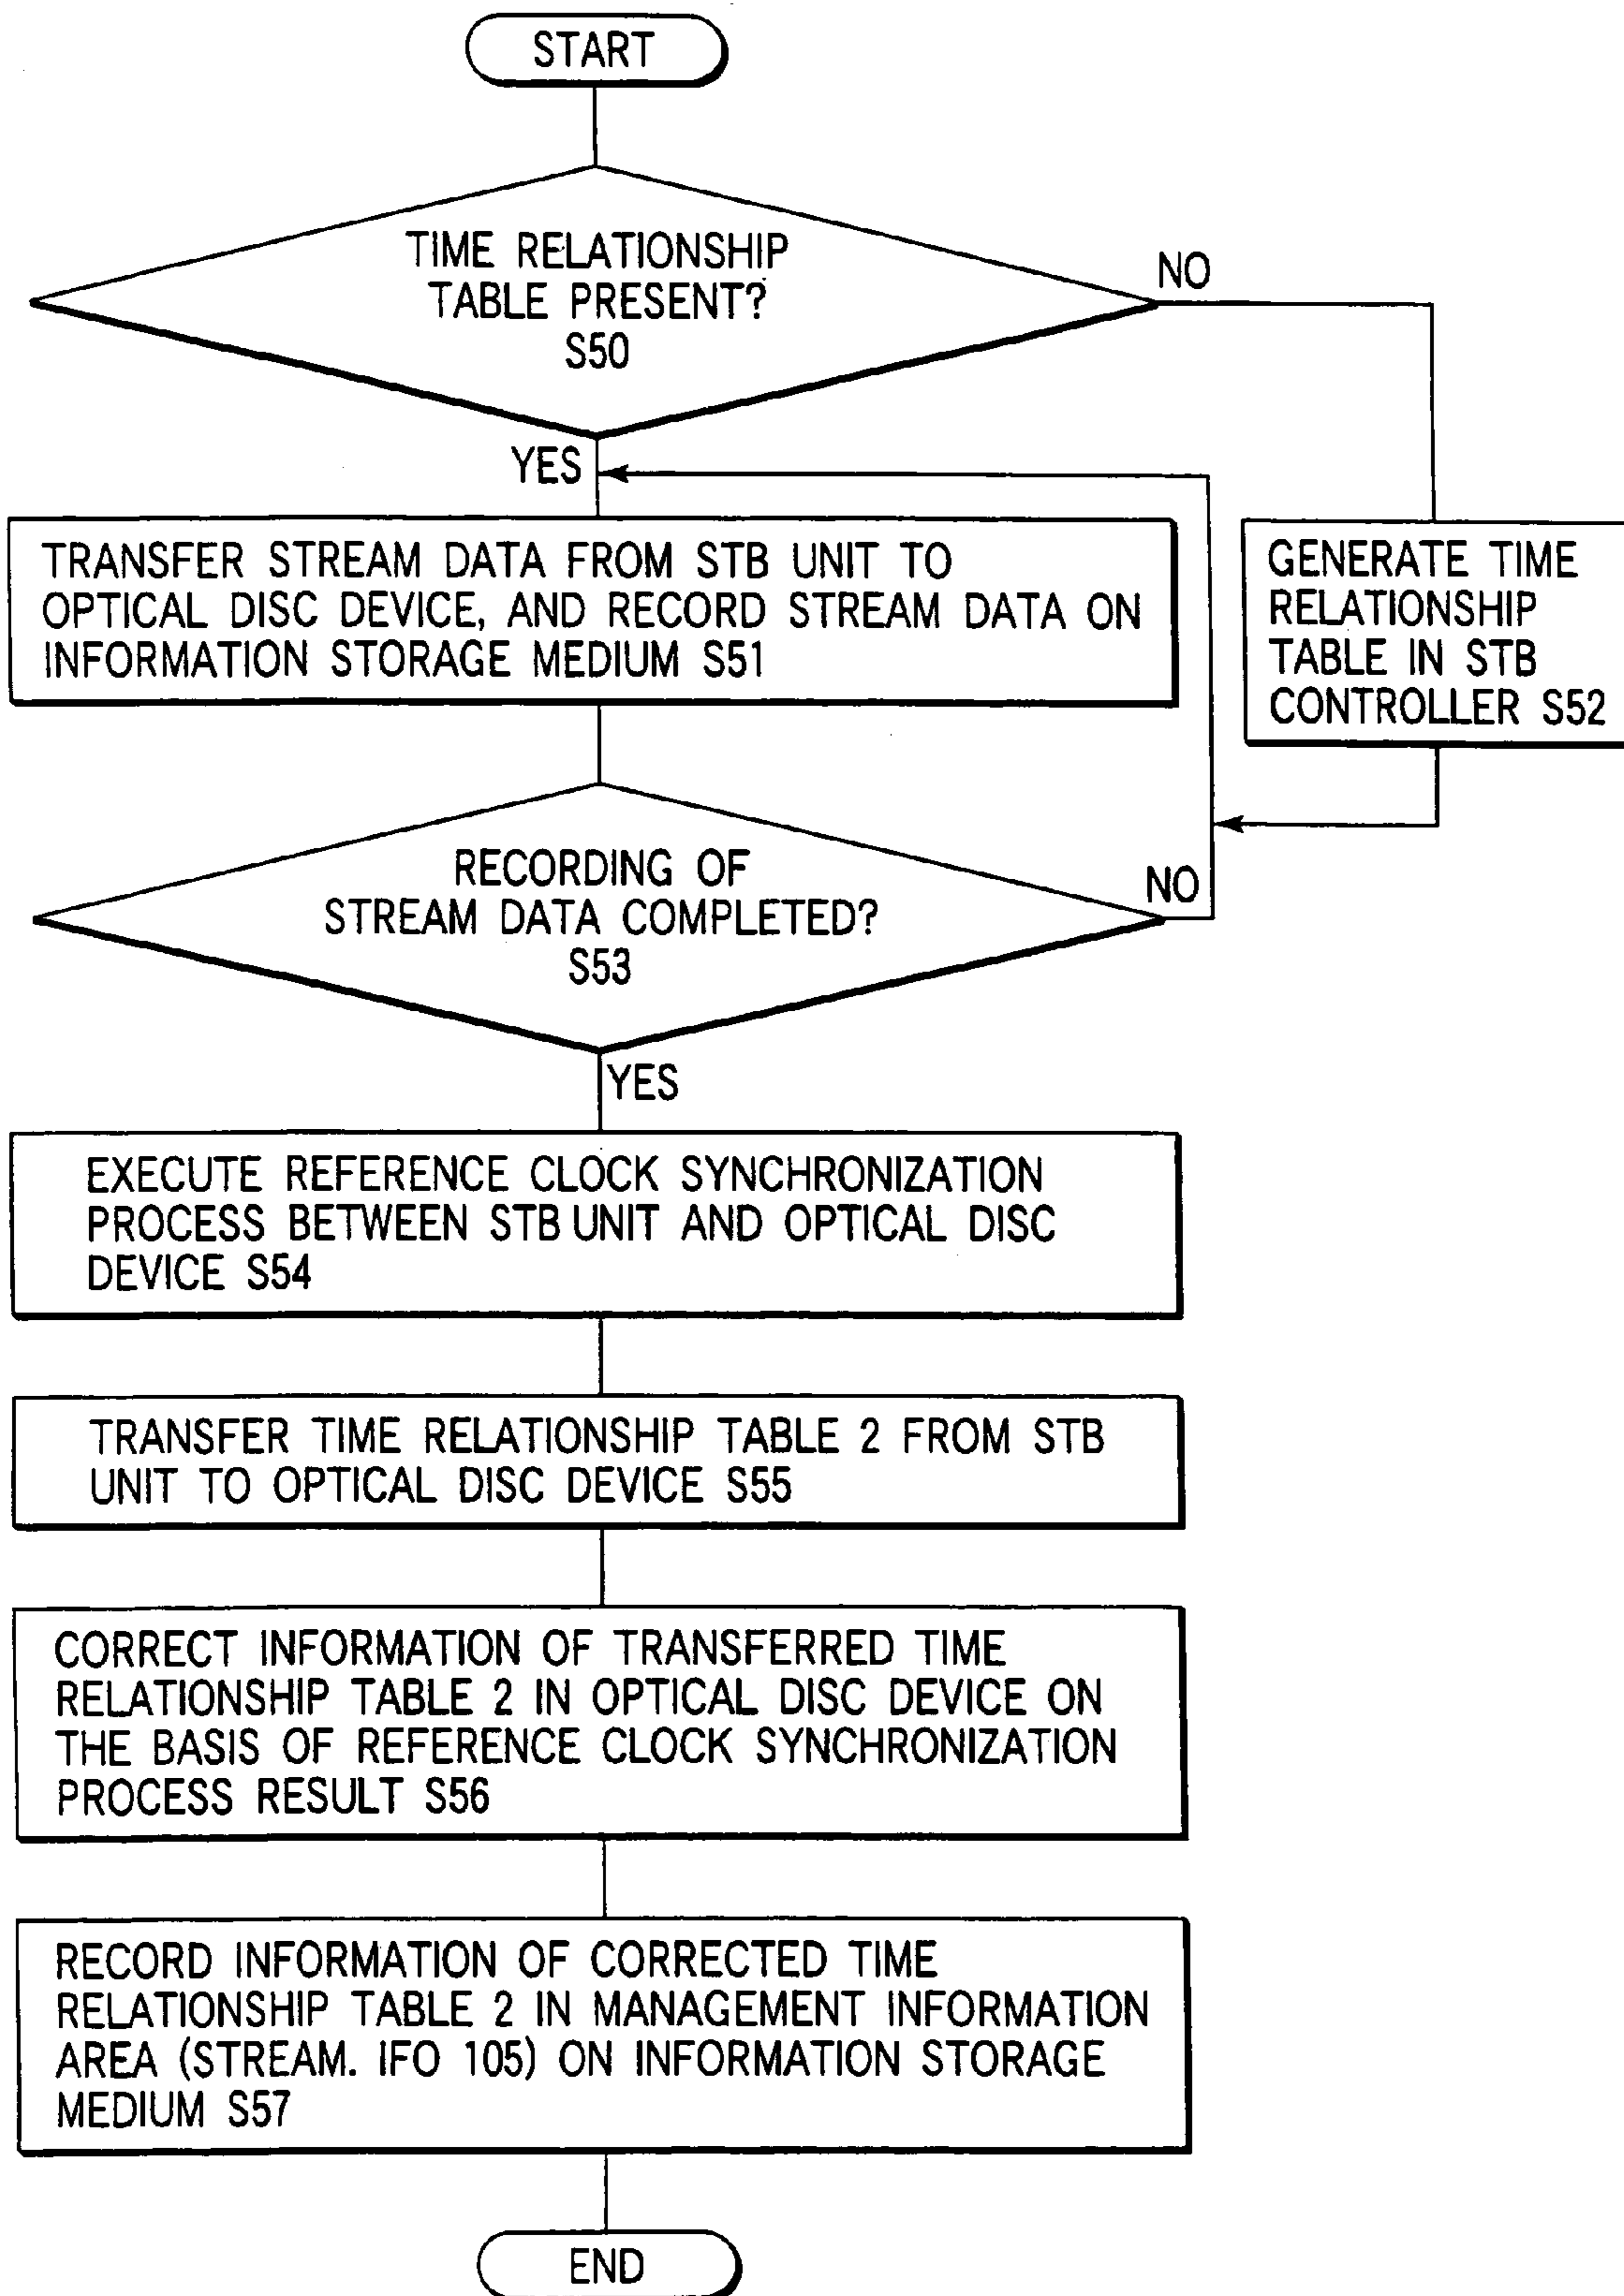 START
TIME RELATIONSHIP
TABLE PRESENT?
S50
NO
YES
TRANSFER STREAM DATA FROM STB UNIT TO
OPTICAL DISC DEVICE, AND RECORD STREAM DATA ON
INFORMATION STORAGE MEDIUM S51
GENERATE TIME
RELATIONSHIP
TABLE IN STB
CONTROLLER S52
RECORDING OF
STREAM DATA COMPLETED?
S53
NO
YES
EXECUTE REFERENCE CLOCK SYNCHRONIZATION
PROCESS BETWEEN STB UNIT AND OPTICAL DISC
DEVICE S54
TRANSFER TIME RELATIONSHIP TABLE 2 FROM STB
UNIT TO OPTICAL DISC DEVICE S55
CORRECT INFORMATION OF TRANSFERRED TIME
RELATIONSHIP TABLE 2 IN OPTICAL DISC DEVICE ON
THE BASIS OF REFERENCE CLOCK SYNCHRONIZATION
PROCESS RESULT S56
RECORD INFORMATION OF CORRECTED TIME
RELATIONSHIP TABLE 2 IN MANAGEMENT INFORMATION
AREA (STREAM. IFO 105) ON INFORMATION STORAGE
MEDIUM S57
END